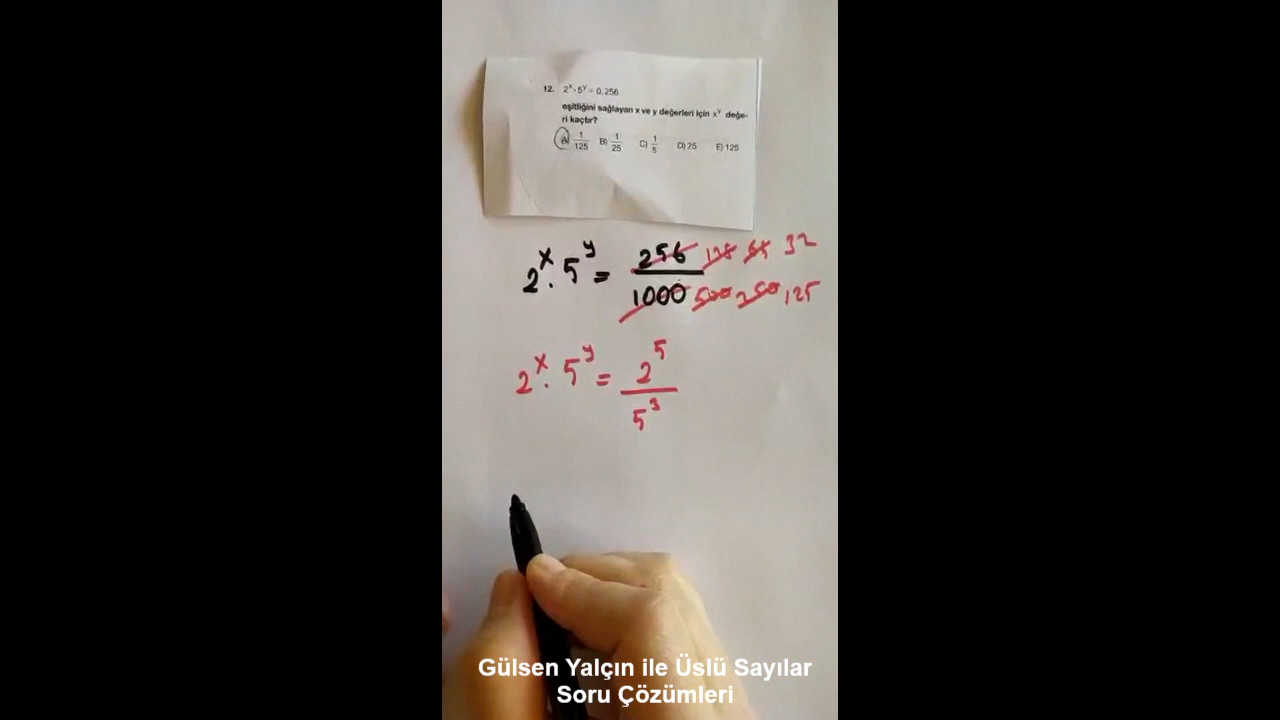 12. 2ˣ·5ʸ = 0,256
eşitliğini sağlayan x ve y değerleri için xʸ değe-
ri kaçtır?
A) 1/125 B) 1/25 C) 1/5 D) 25 E) 125
2ˣ . 5ʸ = 256/1000 128/500 64/250 32/125
2ˣ . 5ʸ = 2⁵/5³
Gülsen Yalçın ile Üslü Sayılar
Soru Çözümleri